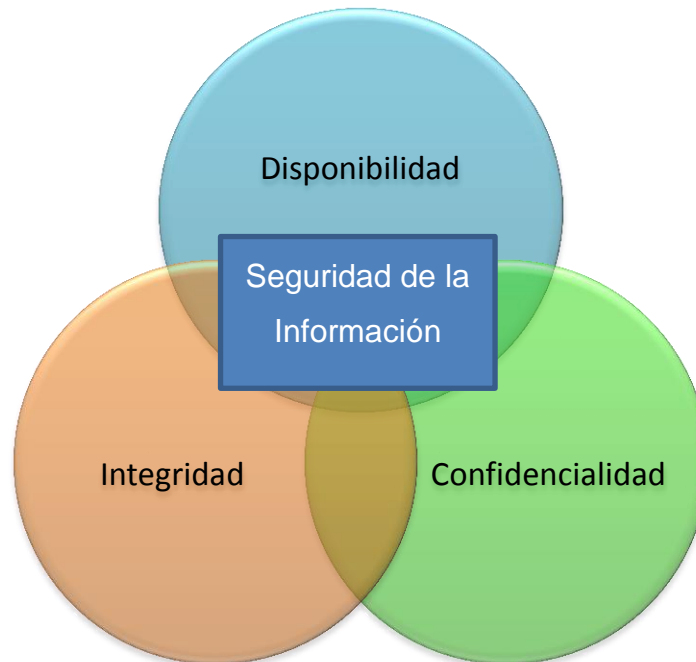 Disponibilidad
Seguridad de la
Información
Integridad
Confidencialidad